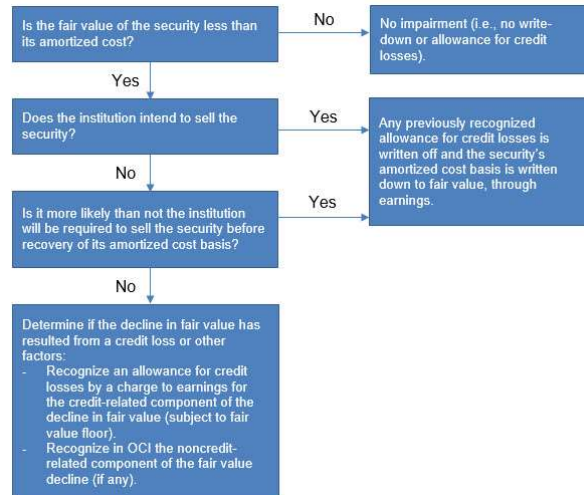 Is the fair value of the security less than
its amortized cost?
No
No impairment (i.e., no write-
down or allowance for credit
losses).
Yes
Does the institution intend to sell the
security?
Yes
Any previously recognized
allowance for credit losses is
written off and the security's
amortized cost basis is written
down to fair value, through
earnings.
No
Is it more likely than not the institution
will be required to sell the security before
recovery of its amortized cost basis?
Yes
No
Determine if the decline in fair value has
resulted from a credit loss or other
factors:
- Recognize an allowance for credit
losses by a charge to earnings for
the credit-related component of the
decline in fair value (subject to fair
value floor).
- Recognize in OCI the noncredit-
related component of the fair value
decline (if any).